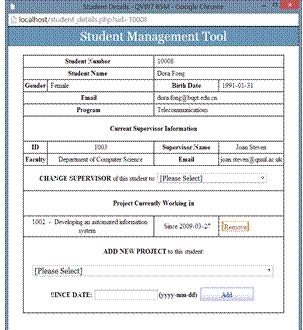 Student Details - QVWT RSM - Google Chrome
localhost/student_details.php?sid=10008
Student Management Tool
Student Number 10008
Student Name Dora Fong
Gender Female Birth Date 1991-01-31
Email dora.fong@bupt.edu.cn
Program Telecommunications
Current Supervisor Information
ID 1003 Supervisor Name Joan Steven
Faculty Department of Computer Science Email joan.steven@qmul.ac.uk
CHANGE SUPERVISOR of this student to: [Please Select]
Project Currently Working in
1002 - Developing an automated information system Since 2009-03-27 [Remove]
ADD NEW PROJECT to this student:
[Please Select]
SINCE DATE: (yyyy-mm-dd) Add